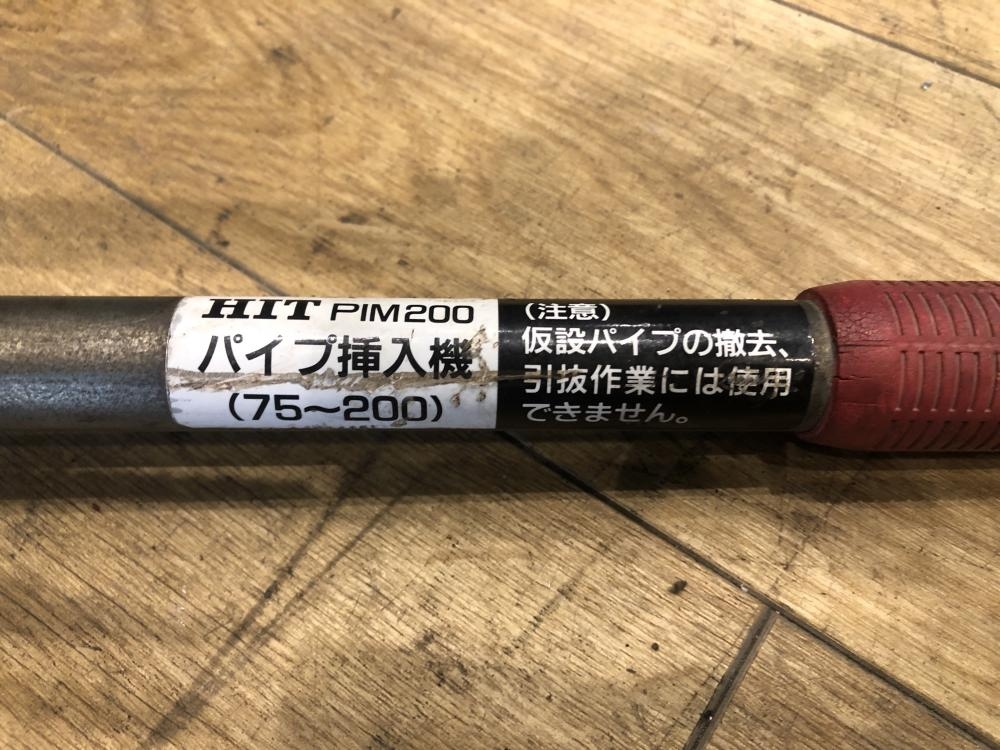 HIT PIM200
パイプ挿入機
(75～200)
(注意)
仮設パイプの撤去、
引抜作業には使用
できません。